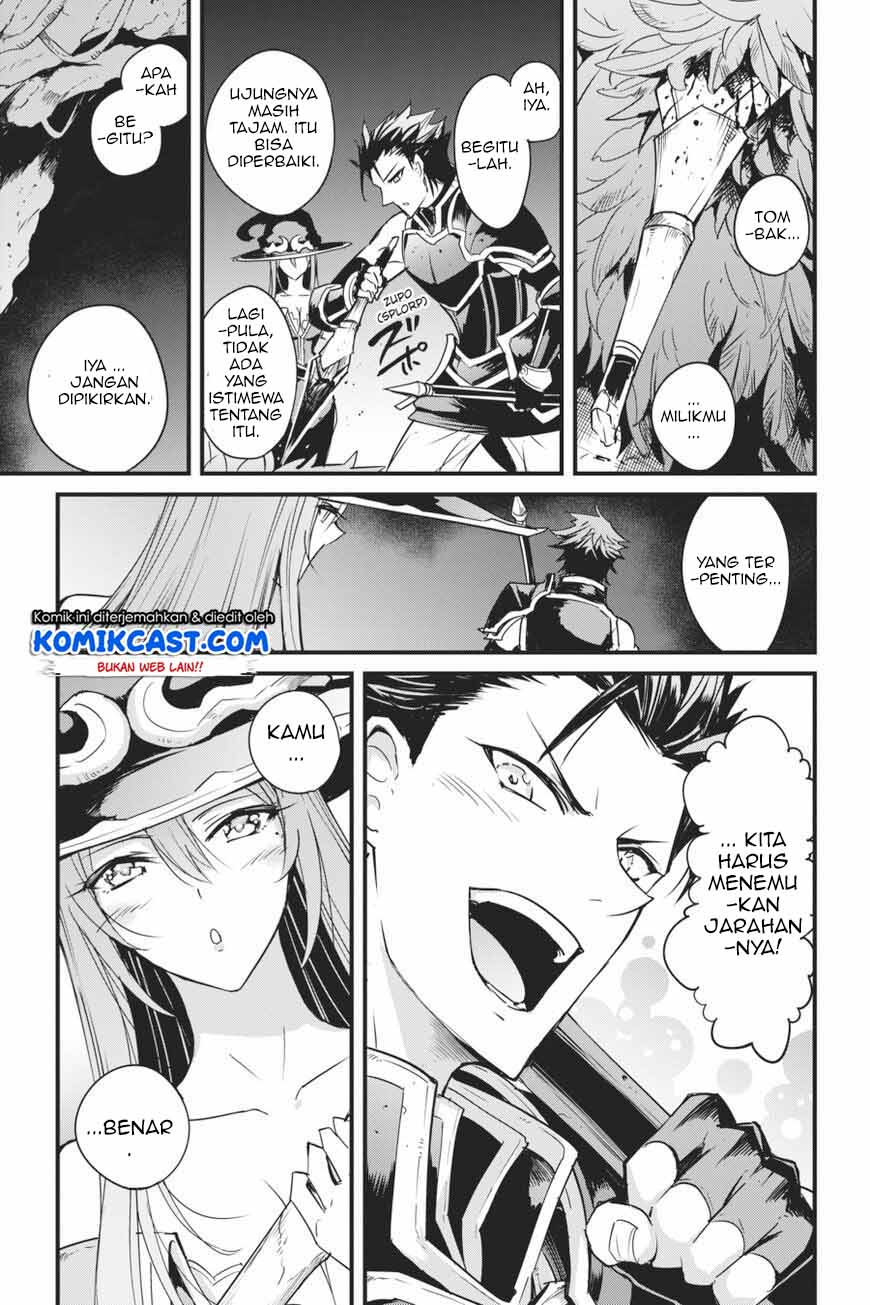 TOM
-BAK...
...
MILIKMU
...
AH,
IYA.
BEGITU
-LAH.
UJUNGNYA
MASIH
TAJAM. ITU
BISA
DIPERBAIKI.
ZUPO
(SPLORP)
ズポ
LAGI
-PULA,
TIDAK
ADA
YANG
ISTIMEWA
TENTANG
ITU.
APA
-KAH
BE
-GITU?
IYA ...
JANGAN
DIPIKIRKAN.
YANG TER
-PENTING...
Komik ini diterjemahkan & diedit oleh
KOMIKCAST.COM
BUKAN WEB LAIN!!
... KITA
HARUS
MENEMU
-KAN
JARAHAN
-NYA!
KAMU
...
...BENAR
.